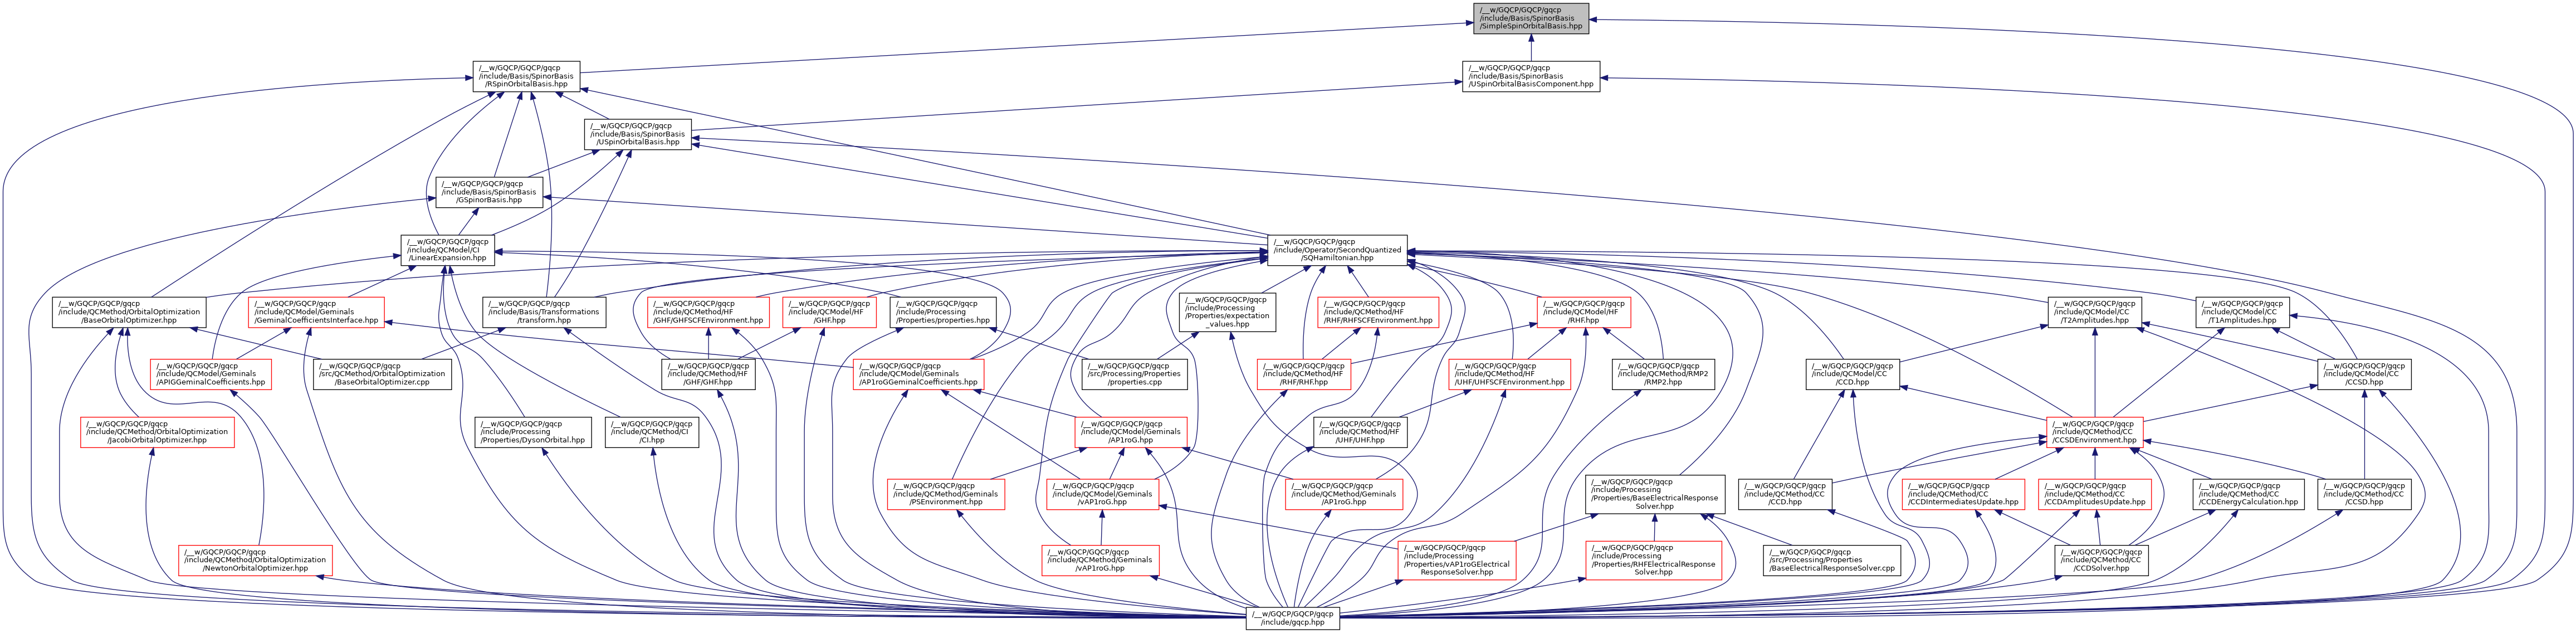 /__w/GQCP/GQCP/gqcp
/include/Basis/SpinorBasis
/SimpleSpinOrbitalBasis.hpp
/__w/GQCP/GQCP/gqcp
/include/Basis/SpinorBasis
/RSpinOrbitalBasis.hpp
/__w/GQCP/GQCP/gqcp
/include/Basis/SpinorBasis
/USpinOrbitalBasisComponent.hpp
/__w/GQCP/GQCP/gqcp
/include/Basis/SpinorBasis
/USpinOrbitalBasis.hpp
/__w/GQCP/GQCP/gqcp
/include/Basis/SpinorBasis
/GSpinorBasis.hpp
/__w/GQCP/GQCP/gqcp
/include/QCModel/CI
/LinearExpansion.hpp
/__w/GQCP/GQCP/gqcp
/include/Operator/SecondQuantized
/SQHamiltonian.hpp
/__w/GQCP/GQCP/gqcp
/include/QCMethod/OrbitalOptimization
/BaseOrbitalOptimizer.hpp
/__w/GQCP/GQCP/gqcp
/include/QCModel/Geminals
/GeminalCoefficientsInterface.hpp
/__w/GQCP/GQCP/gqcp
/include/Basis/Transformations
/transform.hpp
/__w/GQCP/GQCP/gqcp
/include/QCMethod/HF
/GHF/GHFSCFEnvironment.hpp
/__w/GQCP/GQCP/gqcp
/include/QCModel/HF
/GHF.hpp
/__w/GQCP/GQCP/gqcp
/include/Processing
/Properties/properties.hpp
/__w/GQCP/GQCP/gqcp
/include/Processing
/Properties/expectation
_values.hpp
/__w/GQCP/GQCP/gqcp
/include/QCMethod/HF
/RHF/RHFSCFEnvironment.hpp
/__w/GQCP/GQCP/gqcp
/include/QCModel/HF
/RHF.hpp
/__w/GQCP/GQCP/gqcp
/include/QCModel/CC
/T2Amplitudes.hpp
/__w/GQCP/GQCP/gqcp
/include/QCModel/CC
/T1Amplitudes.hpp
/__w/GQCP/GQCP/gqcp
/include/QCModel/Geminals
/APIGGeminalCoefficients.hpp
/__w/GQCP/GQCP/gqcp
/src/QCMethod/OrbitalOptimization
/BaseOrbitalOptimizer.cpp
/__w/GQCP/GQCP/gqcp
/include/QCMethod/HF
/GHF/GHF.hpp
/__w/GQCP/GQCP/gqcp
/include/QCModel/Geminals
/AP1roGGeminalCoefficients.hpp
/__w/GQCP/GQCP/gqcp
/src/Processing/Properties
/properties.cpp
/__w/GQCP/GQCP/gqcp
/include/QCMethod/HF
/RHF/RHF.hpp
/__w/GQCP/GQCP/gqcp
/include/QCMethod/HF
/UHF/UHFSCFEnvironment.hpp
/__w/GQCP/GQCP/gqcp
/include/QCMethod/RMP2
/RMP2.hpp
/__w/GQCP/GQCP/gqcp
/include/QCModel/CC
/CCD.hpp
/__w/GQCP/GQCP/gqcp
/include/QCModel/CC
/CCSD.hpp
/__w/GQCP/GQCP/gqcp
/include/QCMethod/OrbitalOptimization
/JacobiOrbitalOptimizer.hpp
/__w/GQCP/GQCP/gqcp
/include/Processing
/Properties/DysonOrbital.hpp
/__w/GQCP/GQCP/gqcp
/include/QCMethod/CI
/CI.hpp
/__w/GQCP/GQCP/gqcp
/include/QCModel/Geminals
/AP1roG.hpp
/__w/GQCP/GQCP/gqcp
/include/QCMethod/HF
/UHF/UHF.hpp
/__w/GQCP/GQCP/gqcp
/include/QCMethod/CC
/CCSDEnvironment.hpp
/__w/GQCP/GQCP/gqcp
/include/QCMethod/Geminals
/PSEnvironment.hpp
/__w/GQCP/GQCP/gqcp
/include/QCModel/Geminals
/vAP1roG.hpp
/__w/GQCP/GQCP/gqcp
/include/QCMethod/Geminals
/AP1roG.hpp
/__w/GQCP/GQCP/gqcp
/include/Processing
/Properties/BaseElectricalResponse
Solver.hpp
/__w/GQCP/GQCP/gqcp
/include/QCMethod/CC
/CCD.hpp
/__w/GQCP/GQCP/gqcp
/include/QCMethod/CC
/CCDIntermediatesUpdate.hpp
/__w/GQCP/GQCP/gqcp
/include/QCMethod/CC
/CCDAmplitudesUpdate.hpp
/__w/GQCP/GQCP/gqcp
/include/QCMethod/CC
/CCDEnergyCalculation.hpp
/__w/GQCP/GQCP/gqcp
/include/QCMethod/CC
/CCSD.hpp
/__w/GQCP/GQCP/gqcp
/include/QCMethod/OrbitalOptimization
/NewtonOrbitalOptimizer.hpp
/__w/GQCP/GQCP/gqcp
/include/QCMethod/Geminals
/vAP1roG.hpp
/__w/GQCP/GQCP/gqcp
/include/Processing
/Properties/vAP1roGElectrical
ResponseSolver.hpp
/__w/GQCP/GQCP/gqcp
/include/Processing
/Properties/RHFElectricalResponse
Solver.hpp
/__w/GQCP/GQCP/gqcp
/src/Processing/Properties
/BaseElectricalResponseSolver.cpp
/__w/GQCP/GQCP/gqcp
/include/QCMethod/CC
/CCDSolver.hpp
/__w/GQCP/GQCP/gqcp
/include/gqcp.hpp